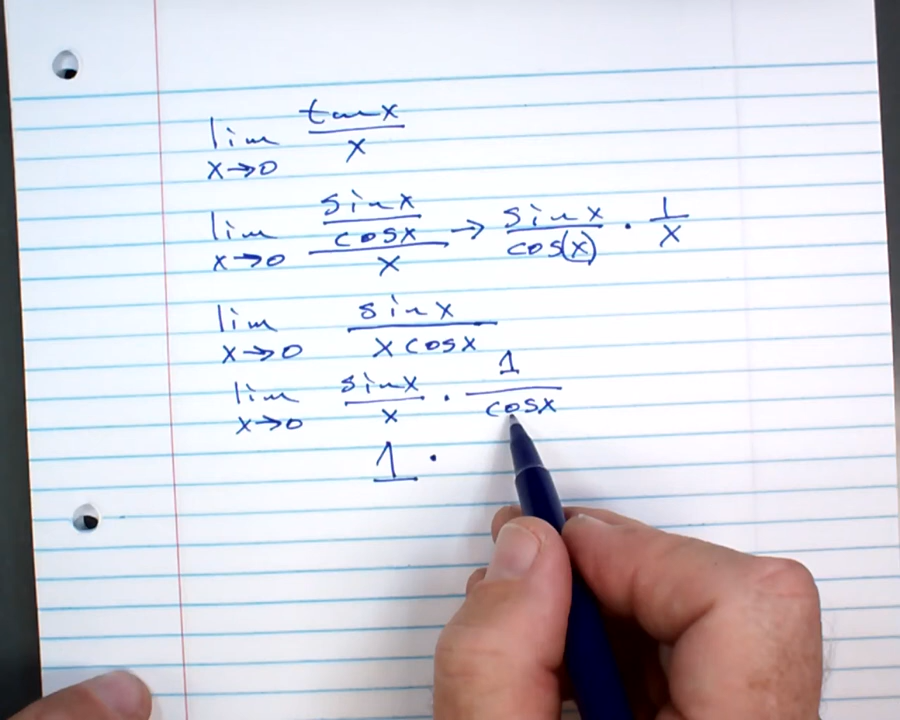 lim x→0 tanx / x
lim x→0 sinx / cosx / x → sinx / cos(x) · 1 / x
lim x→0 sinx / x cosx
lim x→0 sinx / x · 1 / cosx
1 ·